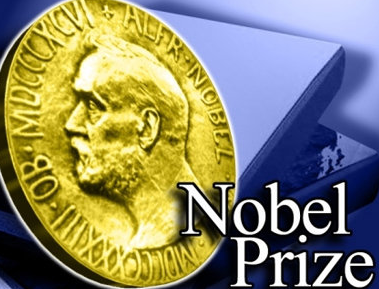 ALFR· NOBEL
MDCCCXXXIII OB· MDCCCXCVI
Nobel
Prize